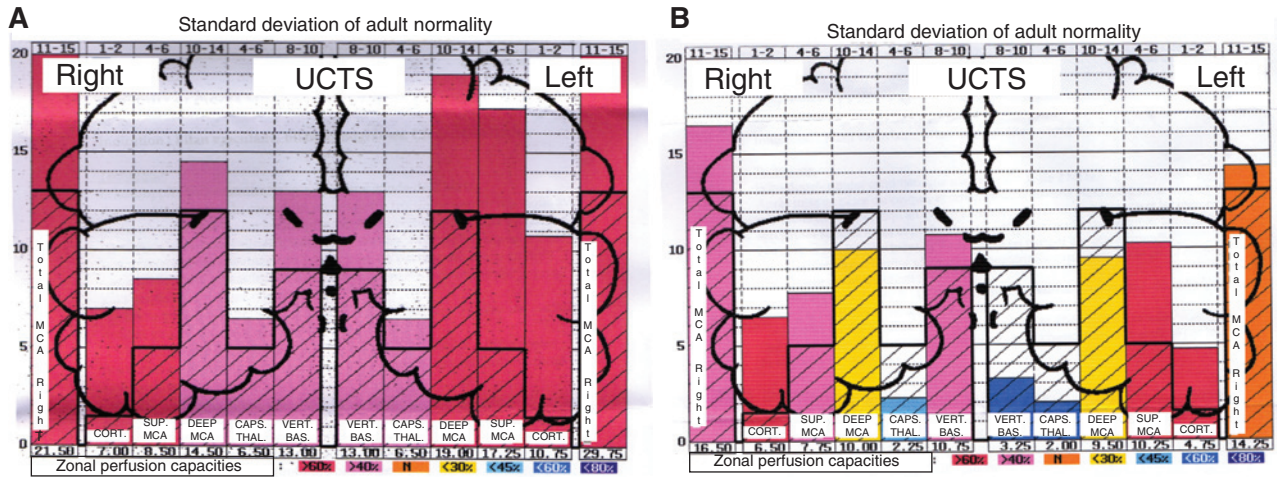 A
Standard deviation of adult normality
20 11-15 1-2 4-6 10-14 4-6 8-10 8-10 4-6 10-14 4-6 1-2 11-15
Right UCTS Left
15
10
5
0
Total MCA Right
Total MCA Right
CORT. SUP. MCA DEEP MCA CAPS. THAL. VERT. BAS. VERT. BAS. CAPS. THAL. DEEP MCA SUP. MCA CORT.
21.50 7.00 8.50 14.50 6.50 13.00 13.00 6.50 19.00 17.25 10.75 29.75
Zonal perfusion capacities : >60% >40% N <30% <45% <60% <80%
B
Standard deviation of adult normality
20 11-15 1-2 4-6 10-14 4-6 8-10 8-10 4-6 10-14 4-6 1-2 11-15
Right UCTS Left
15
10
5
0
Total MCA Right
Total MCA Right
CORT. SUP. MCA DEEP MCA CAPS. THAL. VERT. BAS. VERT. BAS. CAPS. THAL. DEEP MCA SUP. MCA CORT.
16.50 6.50 7.75 10.00 2.25 10.75 3.25 2.00 9.50 10.25 4.75 14.25
Zonal perfusion capacities : >60% >40% N <30% <45% <60% <80%